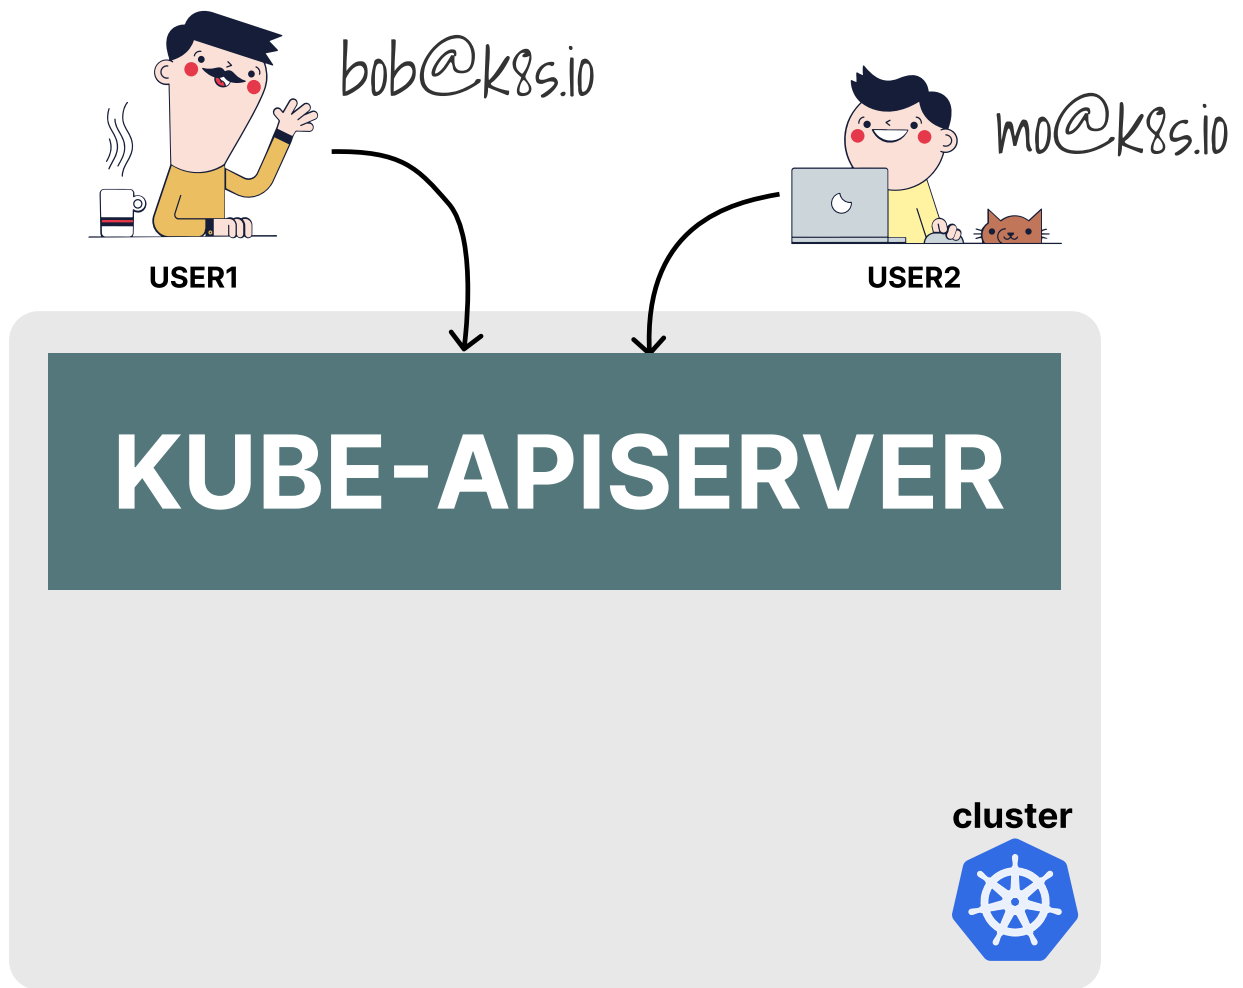 bob@k8s.io
mo@k8s.io
USER1
USER2
KUBE-APISERVER
cluster